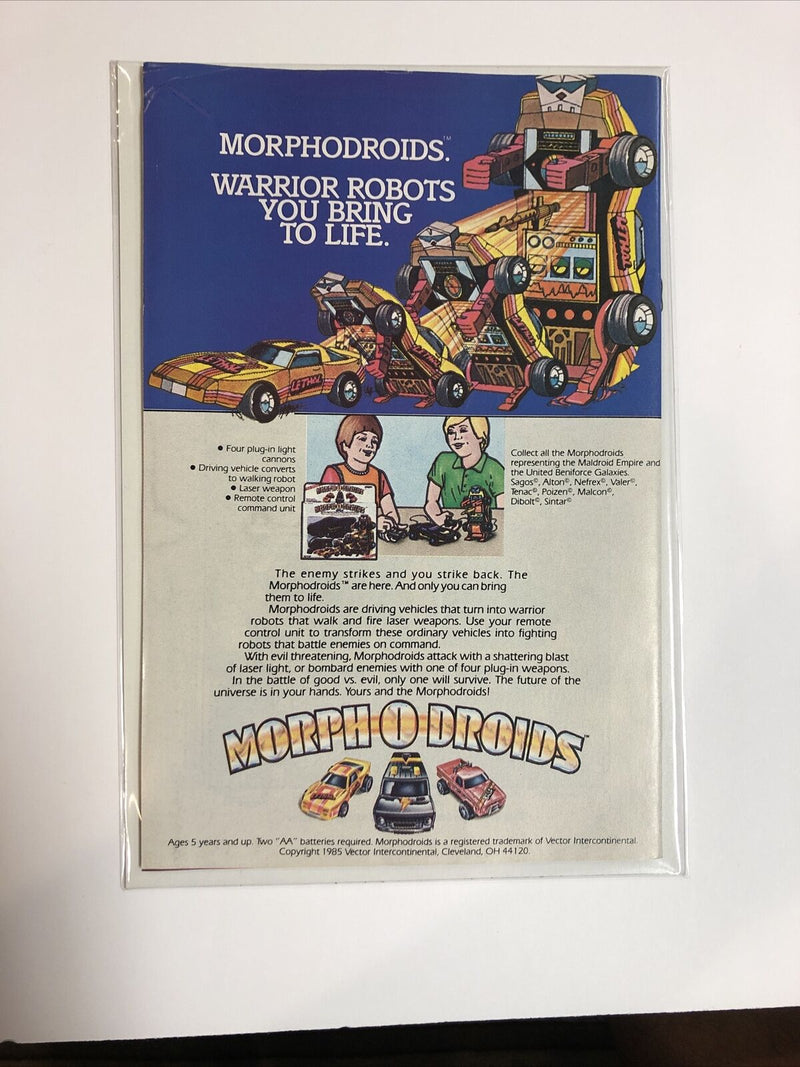 MORPHODROIDS.™
WARRIOR ROBOTS
YOU BRING
TO LIFE.
LETHOL
LETHOL
• Four plug-in light
cannons
• Driving vehicle converts
to walking robot
• Laser weapon
• Remote control
command unit
Collect all the Morphodroids
representing the Maldroid Empire and
the United Beniforce Galaxies.
Sagos©, Alton©, Nefrex©, Valer©,
Tenac©, Poizen©, Malcon©,
Dibolt©, Sintar©
The enemy strikes and you strike back. The
Morphodroids™ are here. And only you can bring
them to life.
Morphodroids are driving vehicles that turn into warrior
robots that walk and fire laser weapons. Use your remote
control unit to transform these ordinary vehicles into fighting
robots that battle enemies on command.
With evil threatening, Morphodroids attack with a shattering blast
of laser light, or bombard enemies with one of four plug-in weapons.
In the battle of good vs. evil, only one will survive. The future of the
universe is in your hands. Yours and the Morphodroids!
MORPH-O-DROIDS™
Ages 5 years and up. Two "AA" batteries required. Morphodroids is a registered trademark of Vector Intercontinental.
Copyright 1985 Vector Intercontinental, Cleveland, OH 44120.